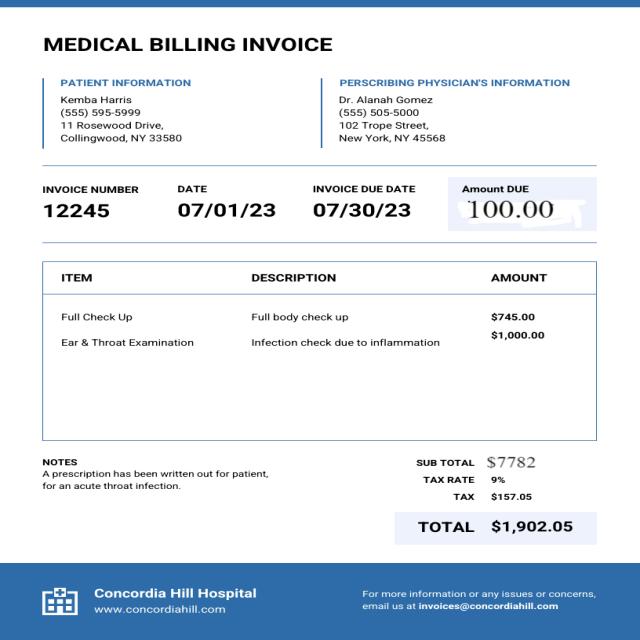 MEDICAL BILLING INVOICE
PATIENT INFORMATION
Kemba Harris
(555) 595-5999
11 Rosewood Drive,
Collingwood, NY 33580
PERSCRIBING PHYSICIAN'S INFORMATION
Dr. Alanah Gomez
(555) 505-5000
102 Trope Street,
New York, NY 45568
INVOICE NUMBER
12245
DATE
07/01/23
INVOICE DUE DATE
07/30/23
Amount DUE
100.00
ITEM DESCRIPTION AMOUNT
Full Check Up Full body check up $745.00
Ear & Throat Examination Infection check due to inflammation $1,000.00
NOTES
A prescription has been written out for patient,
for an acute throat infection.
SUB TOTAL $7782
TAX RATE 9%
TAX $157.05
TOTAL $1,902.05
Concordia Hill Hospital
www.concordiahill.com
For more information or any issues or concerns,
email us at invoices@concordiahill.com